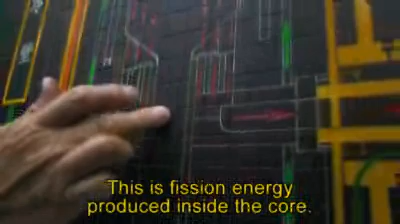 This is fission energy
produced inside the core.